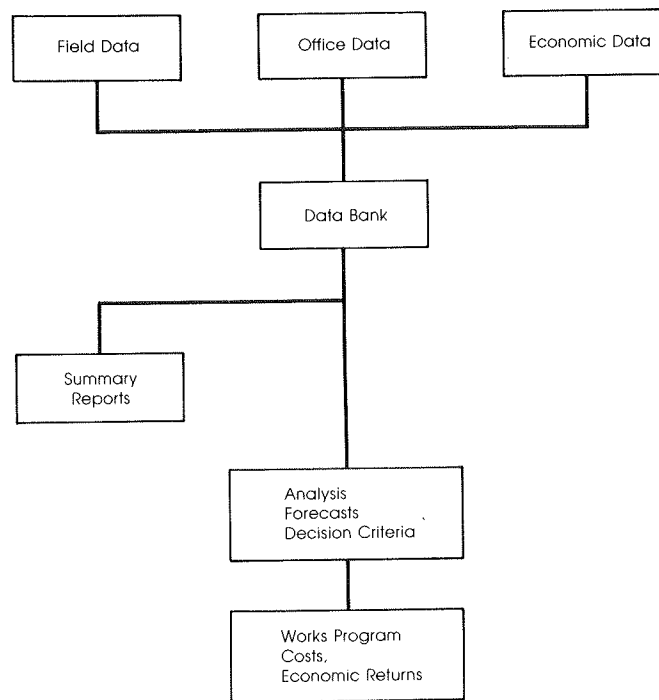 Field Data
Office Data
Economic Data
Data Bank
Summary
Reports
Analysis
Forecasts
Decision Criteria
Works Program
Costs,
Economic Returns